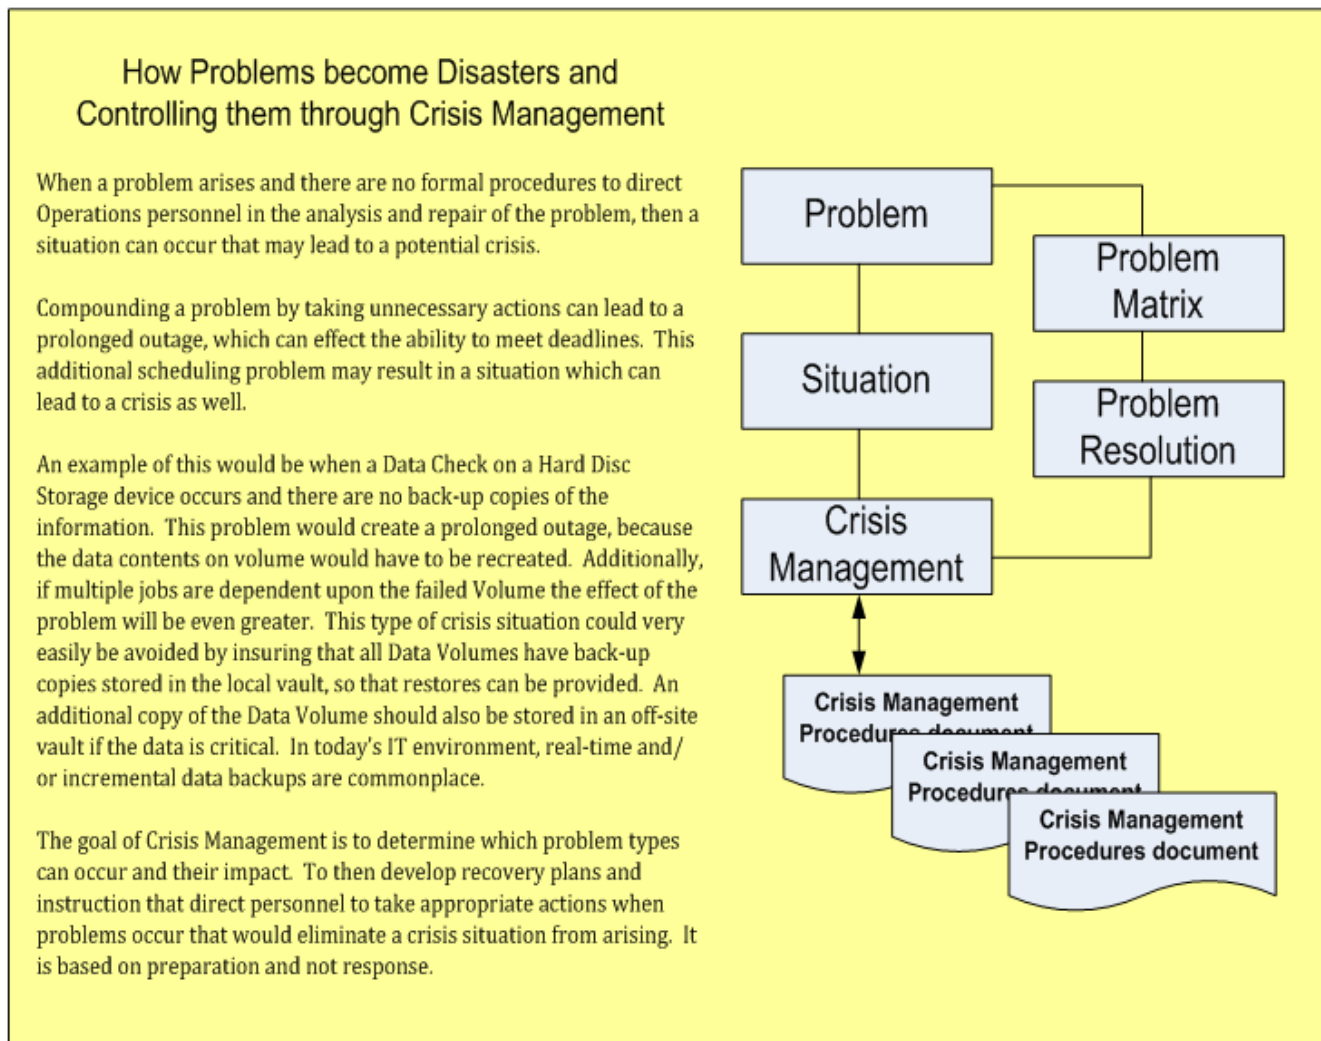 How Problems become Disasters and
Controlling them through Crisis Management
When a problem arises and there are no formal procedures to direct
Operations personnel in the analysis and repair of the problem, then a
situation can occur that may lead to a potential crisis.
Compounding a problem by taking unnecessary actions can lead to a
prolonged outage, which can effect the ability to meet deadlines.  This
additional scheduling problem may result in a situation which can
lead to a crisis as well.
An example of this would be when a Data Check on a Hard Disc
Storage device occurs and there are no back-up copies of the
information.  This problem would create a prolonged outage, because
the data contents on volume would have to be recreated.  Additionally,
if multiple jobs are dependent upon the failed Volume the effect of the
problem will be even greater.  This type of crisis situation could very
easily be avoided by insuring that all Data Volumes have back-up
copies stored in the local vault, so that restores can be provided.  An
additional copy of the Data Volume should also be stored in an off-site
vault if the data is critical.  In today's IT environment, real-time and/
or incremental data backups are commonplace.
The goal of Crisis Management is to determine which problem types
can occur and their impact.  To then develop recovery plans and
instruction that direct personnel to take appropriate actions when
problems occur that would eliminate a crisis situation from arising.  It
is based on preparation and not response.
Problem
Problem
Matrix
Situation
Problem
Resolution
Crisis
Management
Crisis Management
Procedures document
Crisis Management
Procedures document
Crisis Management
Procedures document